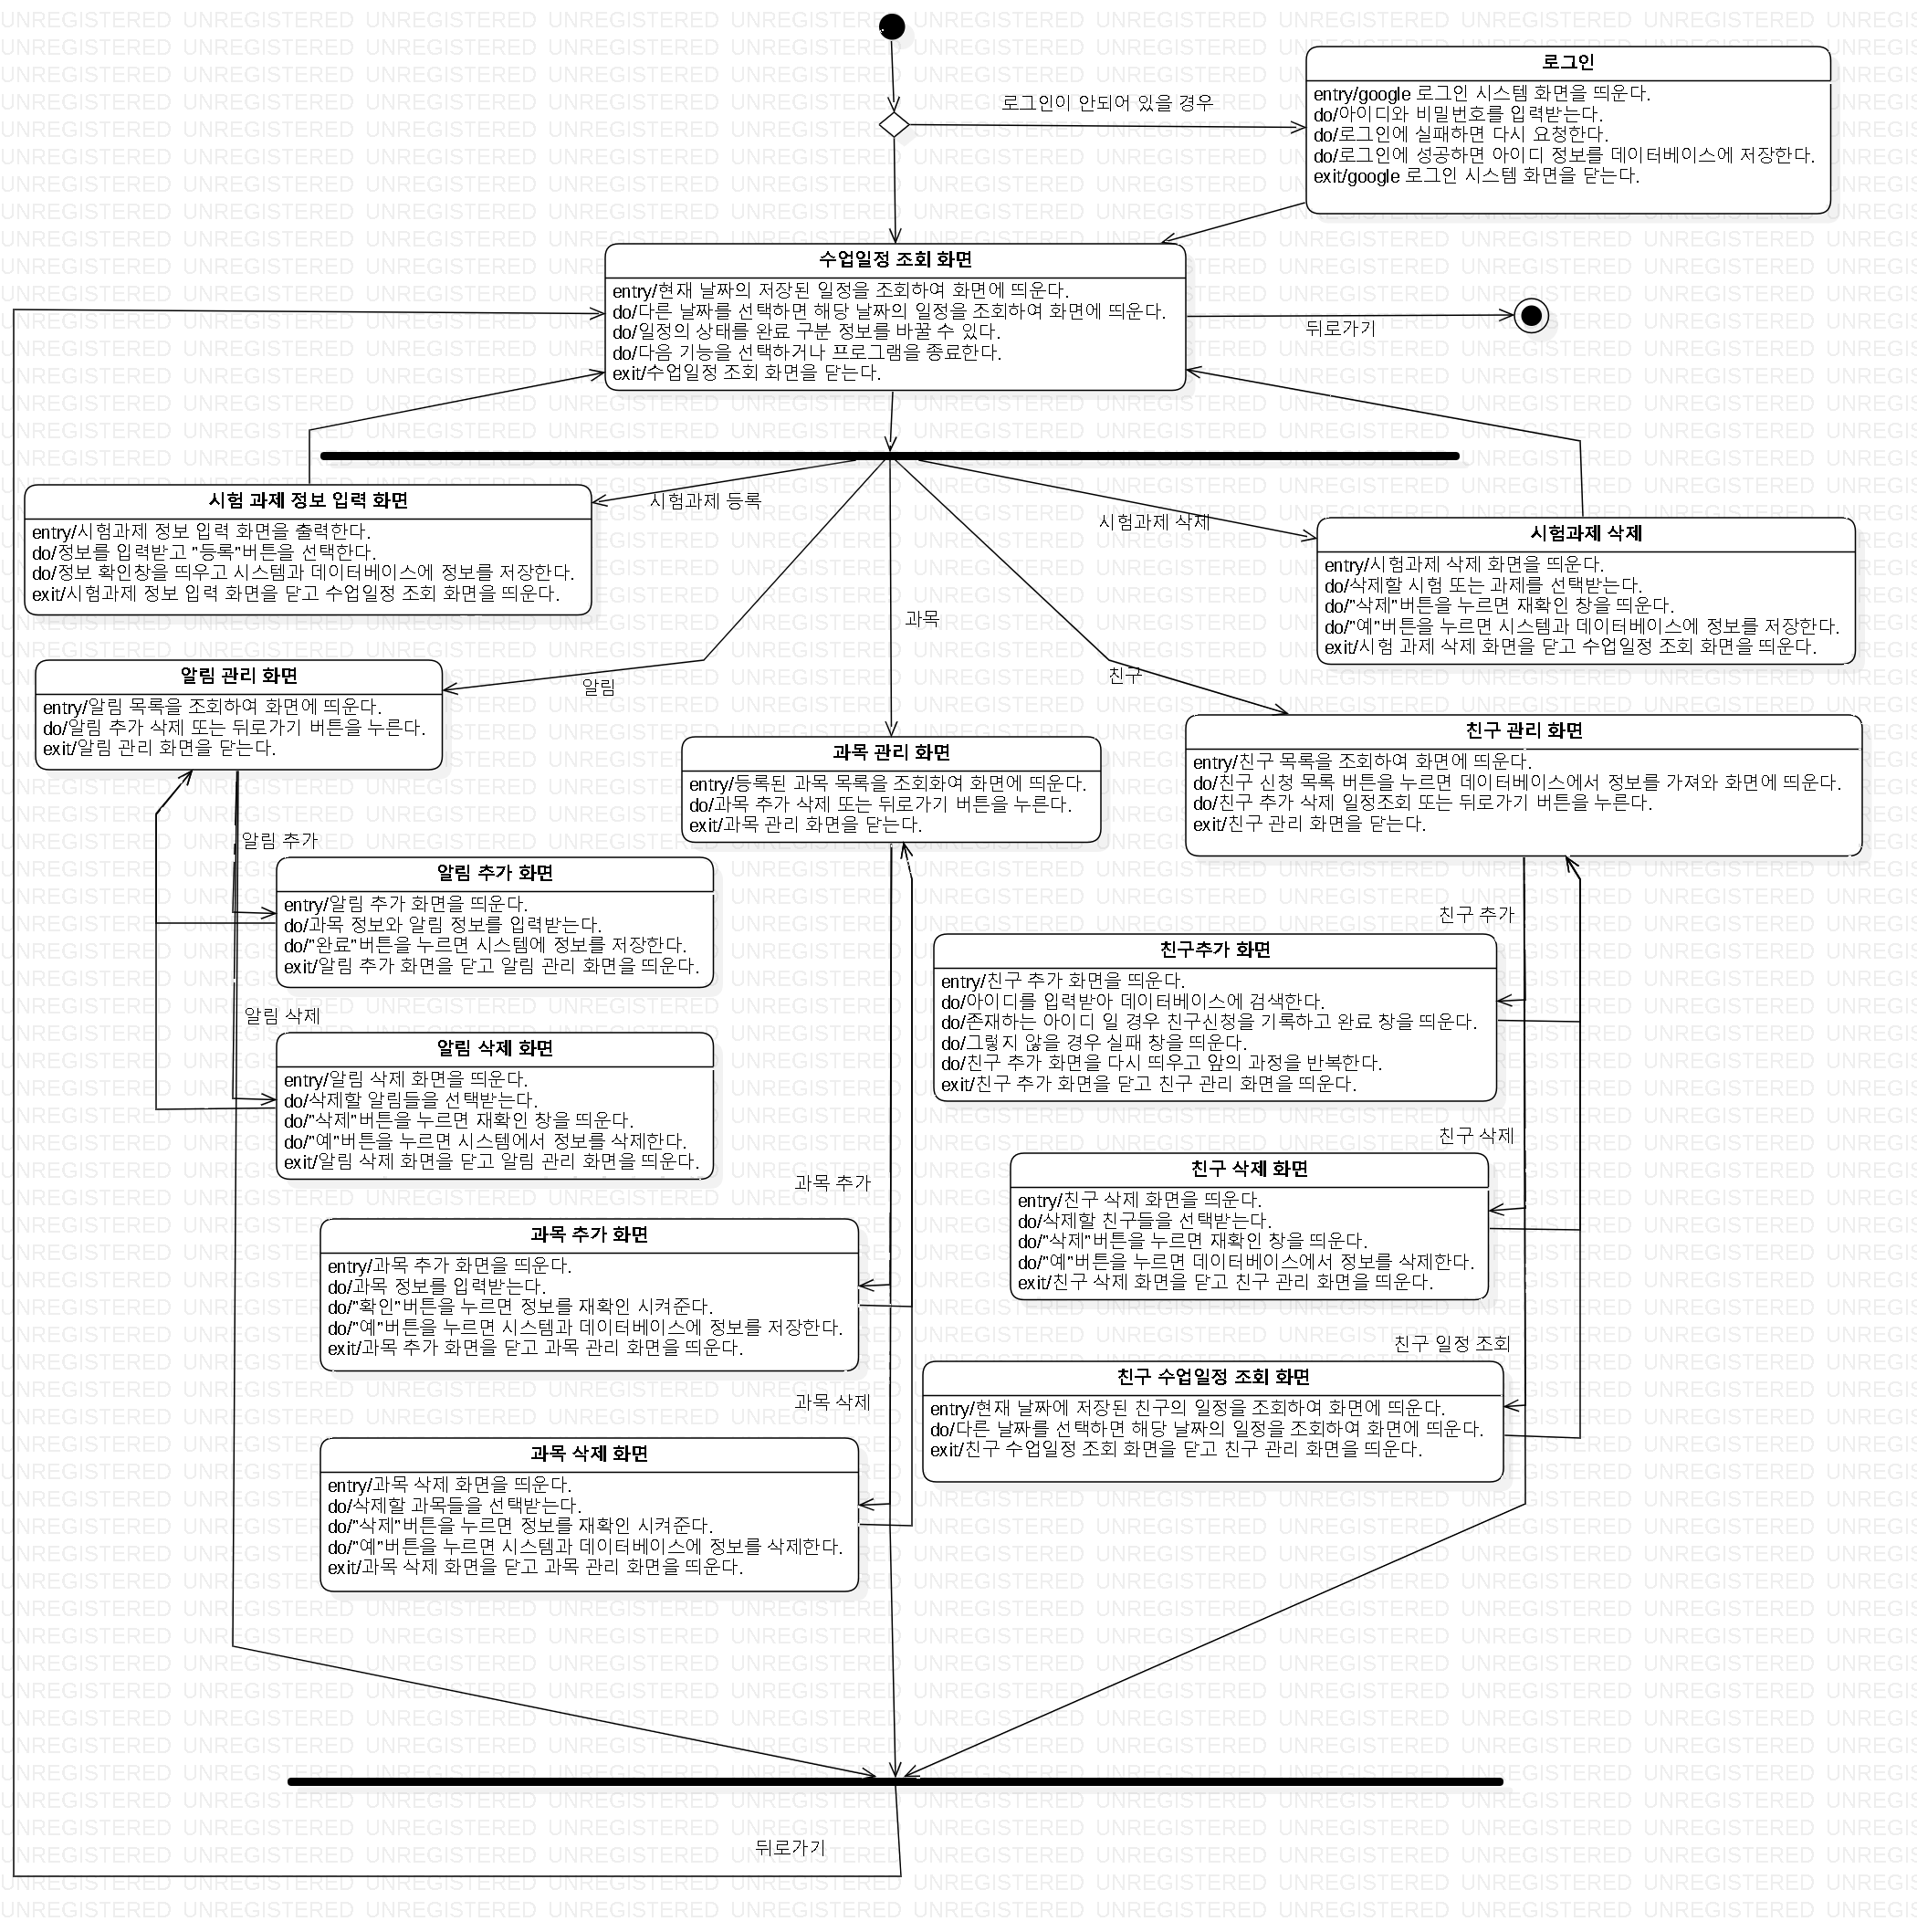 로그인이 안되어 있을 경우
로그인
entry/google 로그인 시스템 화면을 띄운다.
do/아이디와 비밀번호를 입력받는다.
do/로그인에 실패하면 다시 요청한다.
do/로그인에 성공하면 아이디 정보를 데이터베이스에 저장한다.
exit/google 로그인 시스템 화면을 닫는다.
수업일정 조회 화면
entry/현재 날짜의 저장된 일정을 조회하여 화면에 띄운다.
do/다른 날짜를 선택하면 해당 날짜의 일정을 조회하여 화면에 띄운다.
do/일정의 상태를 완료 구분 정보를 바꿀 수 있다.
do/다음 기능을 선택하거나 프로그램을 종료한다.
exit/수업일정 조회 화면을 닫는다.
뒤로가기
시험 과제 정보 입력 화면
entry/시험과제 정보 입력 화면을 출력한다.
do/정보를 입력받고 "등록"버튼을 선택한다.
do/정보 확인창을 띄우고 시스템과 데이터베이스에 정보를 저장한다.
exit/시험과제 정보 입력 화면을 닫고 수업일정 조회 화면을 띄운다.
시험과제 등록
시험과제 삭제
시험과제 삭제
entry/시험과제 삭제 화면을 띄운다.
do/삭제할 시험 또는 과제를 선택받는다.
do/"삭제"버튼을 누르면 재확인 창을 띄운다.
do/"예"버튼을 누르면 시스템과 데이터베이스에 정보를 저장한다.
exit/시험 과제 삭제 화면을 닫고 수업일정 조회 화면을 띄운다.
과목
알림
친구
알림 관리 화면
entry/알림 목록을 조회하여 화면에 띄운다.
do/알림 추가 삭제 또는 뒤로가기 버튼을 누른다.
exit/알림 관리 화면을 닫는다.
과목 관리 화면
entry/등록된 과목 목록을 조회화여 화면에 띄운다.
do/과목 추가 삭제 또는 뒤로가기 버튼을 누른다.
exit/과목 관리 화면을 닫는다.
친구 관리 화면
entry/친구 목록을 조회하여 화면에 띄운다.
do/친구 신청 목록 버튼을 누르면 데이터베이스에서 정보를 가져와 화면에 띄운다.
do/친구 추가 삭제 일정조회 또는 뒤로가기 버튼을 누른다.
exit/친구 관리 화면을 닫는다.
알림 추가
알림 추가 화면
entry/알림 추가 화면을 띄운다.
do/과목 정보와 알림 정보를 입력받는다.
do/"완료"버튼을 누르면 시스템에 정보를 저장한다.
exit/알림 추가 화면을 닫고 알림 관리 화면을 띄운다.
친구 추가
친구추가 화면
entry/친구 추가 화면을 띄운다.
do/아이디를 입력받아 데이터베이스에 검색한다.
do/존재하는 아이디 일 경우 친구신청을 기록하고 완료 창을 띄운다.
do/그렇지 않을 경우 실패 창을 띄운다.
do/친구 추가 화면을 다시 띄우고 앞의 과정을 반복한다.
exit/친구 추가 화면을 닫고 친구 관리 화면을 띄운다.
알림 삭제
알림 삭제 화면
entry/알림 삭제 화면을 띄운다.
do/삭제할 알림들을 선택받는다.
do/"삭제"버튼을 누르면 재확인 창을 띄운다.
do/"예"버튼을 누르면 시스템에서 정보를 삭제한다.
exit/알림 삭제 화면을 닫고 알림 관리 화면을 띄운다.
친구 삭제
친구 삭제 화면
entry/친구 삭제 화면을 띄운다.
do/삭제할 친구들을 선택받는다.
do/"삭제"버튼을 누르면 재확인 창을 띄운다.
do/"예"버튼을 누르면 데이터베이스에서 정보를 삭제한다.
exit/친구 삭제 화면을 닫고 친구 관리 화면을 띄운다.
과목 추가
과목 추가 화면
entry/과목 추가 화면을 띄운다.
do/과목 정보를 입력받는다.
do/"확인"버튼을 누르면 정보를 재확인 시켜준다.
do/"예"버튼을 누르면 시스템과 데이터베이스에 정보를 저장한다.
exit/과목 추가 화면을 닫고 과목 관리 화면을 띄운다.
친구 일정 조회
친구 수업일정 조회 화면
entry/현재 날짜에 저장된 친구의 일정을 조회하여 화면에 띄운다.
do/다른 날짜를 선택하면 해당 날짜의 일정을 조회하여 화면에 띄운다.
exit/친구 수업일정 조회 화면을 닫고 친구 관리 화면을 띄운다.
과목 삭제
과목 삭제 화면
entry/과목 삭제 화면을 띄운다.
do/삭제할 과목들을 선택받는다.
do/"삭제"버튼을 누르면 정보를 재확인 시켜준다.
do/"예"버튼을 누르면 시스템과 데이터베이스에 정보를 삭제한다.
exit/과목 삭제 화면을 닫고 과목 관리 화면을 띄운다.
뒤로가기
UNREGISTERED